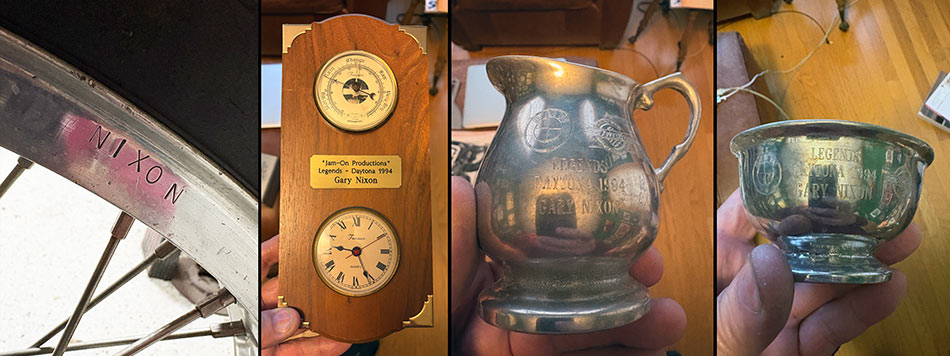 NIXON
Change
"Jam-On Productions"
Legends - Daytona 1994
Gary Nixon
LEGENDS
DAYTONA 1994
GARY NIXON
LEGENDS
DAYTONA 1994
GARY NIXON